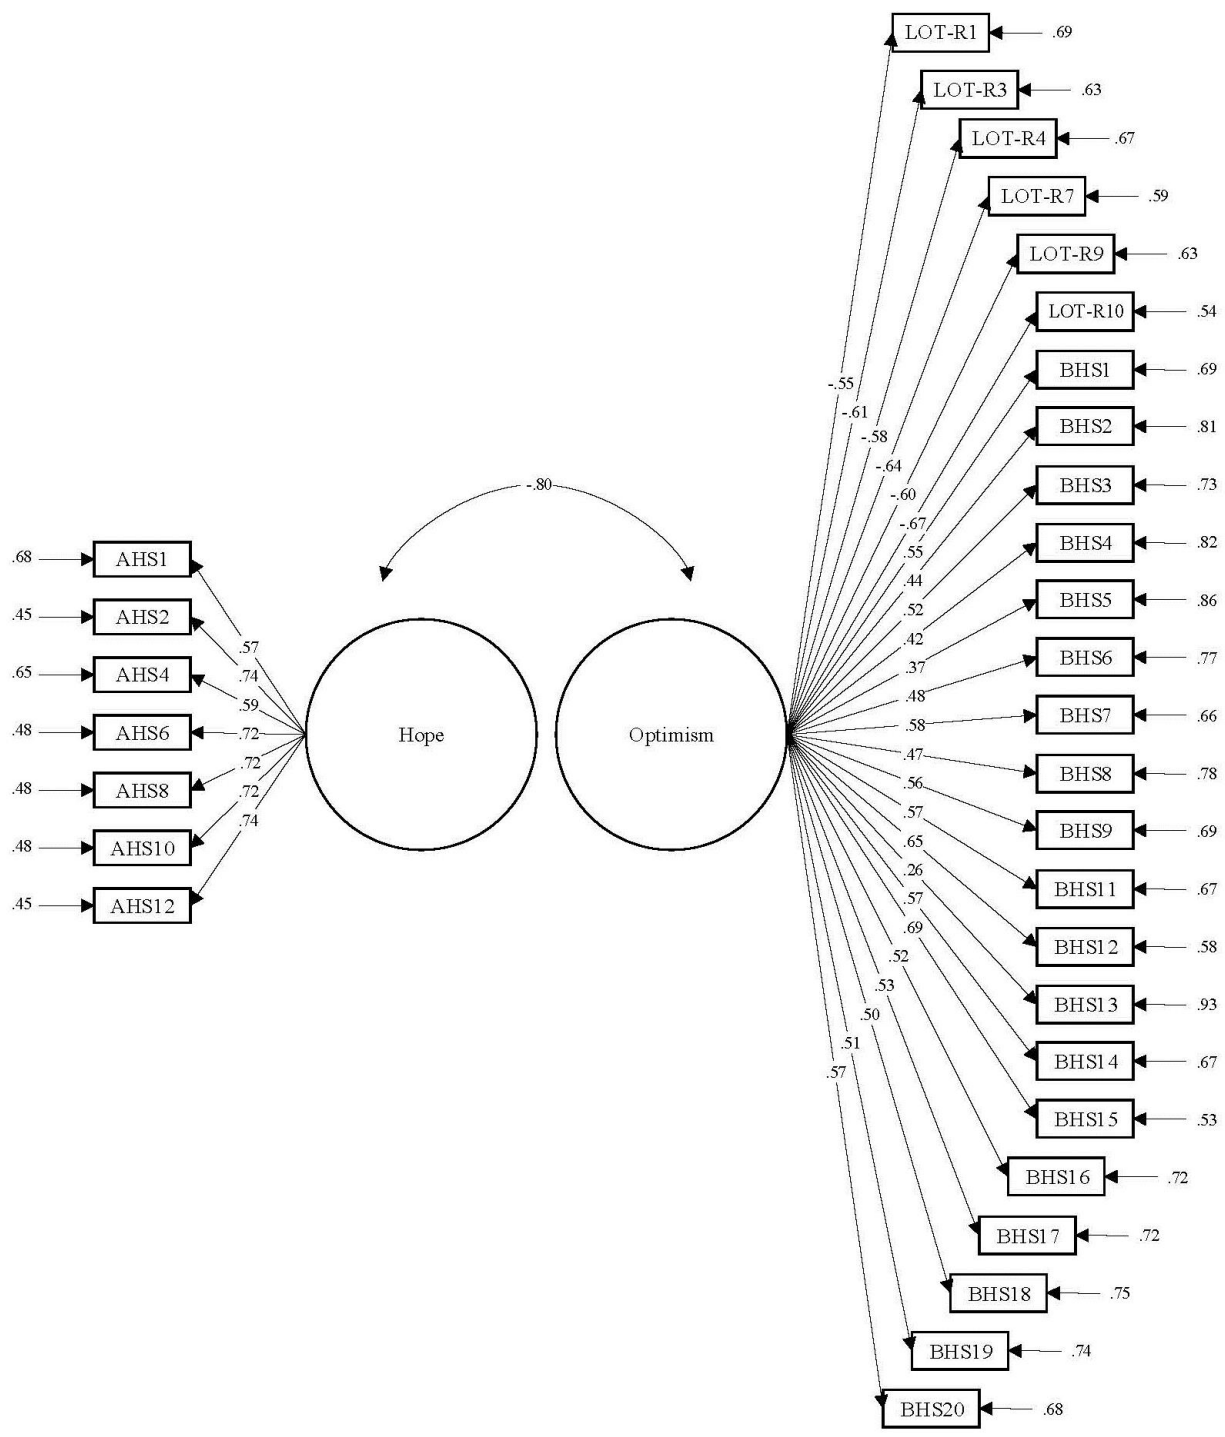 LOT-R1 .69
LOT-R3 .63
LOT-R4 .67
LOT-R7 .59
LOT-R9 .63
LOT-R10 .54
BHS1 .69
BHS2 .81
BHS3 .73
BHS4 .82
BHS5 .86
BHS6 .77
BHS7 .66
BHS8 .78
BHS9 .69
BHS11 .67
BHS12 .58
BHS13 .93
BHS14 .67
BHS15 .53
BHS16 .72
BHS17 .72
BHS18 .75
BHS19 .74
BHS20 .68
-.55
-.61
-.58
-.64
-.60
-.67
.55
.44
.52
.42
.37
.48
.58
.47
.56
.57
.65
.26
.57
.69
.52
.53
.50
.51
.57
-.80
Hope
Optimism
.68 AHS1
.45 AHS2
.65 AHS4
.48 AHS6
.48 AHS8
.48 AHS10
.45 AHS12
.57
.74
.59
.72
.72
.72
.74